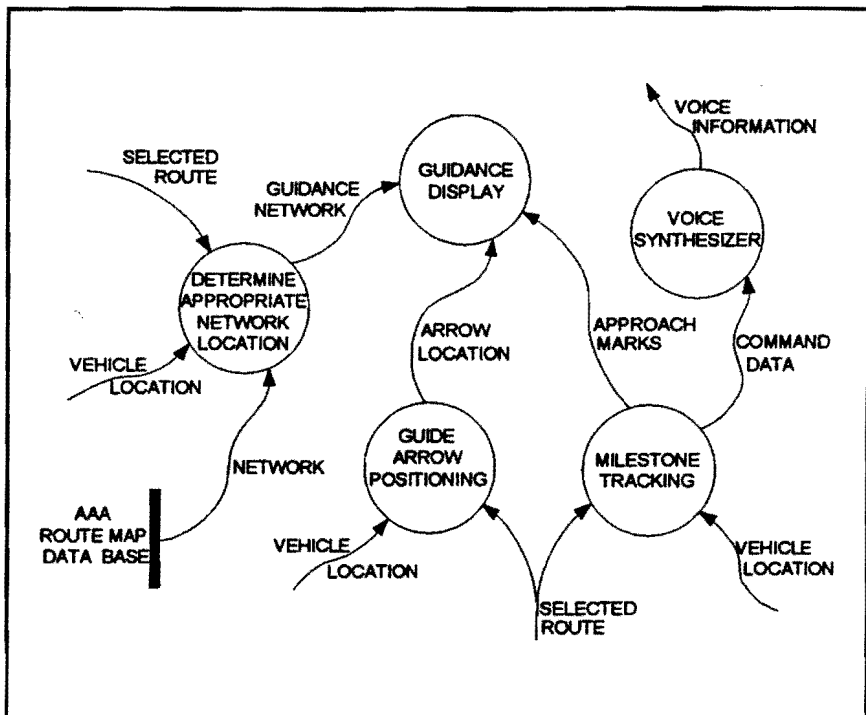 VOICE
INFORMATION
SELECTED
ROUTE
GUIDANCE
NETWORK
GUIDANCE
DISPLAY
VOICE
SYNTHESIZER
DETERMINE
APPROPRIATE
NETWORK
LOCATION
ARROW
LOCATION
APPROACH
MARKS
COMMAND
DATA
VEHICLE
LOCATION
NETWORK
GUIDE
ARROW
POSITIONING
MILESTONE
TRACKING
AAA
ROUTE MAP
DATA BASE
VEHICLE
LOCATION
VEHICLE
LOCATION
SELECTED
ROUTE